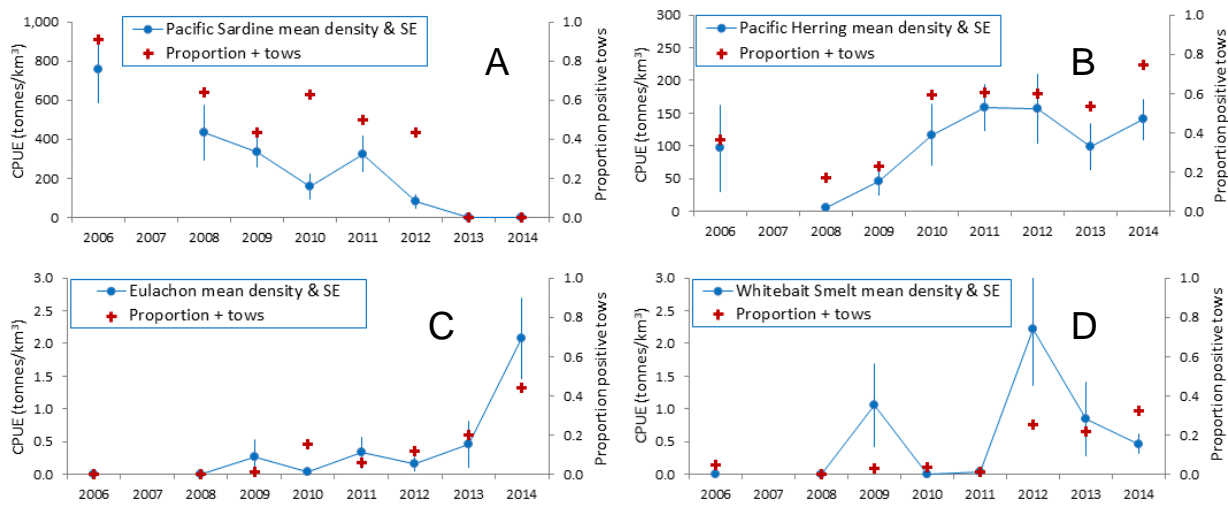 Pacific Sardine mean density & SE
Proportion + tows
A
CPUE (tonnes/km³)
1,000
800
600
400
200
0
1.0
0.8
0.6
0.4
0.2
0.0
Proportion positive tows
2006 2007 2008 2009 2010 2011 2012 2013 2014
Pacific Herring mean density & SE
Proportion + tows
B
CPUE (tonnes/km³)
300
250
200
150
100
50
0
1.0
0.8
0.6
0.4
0.2
0.0
Proportion positive tows
2006 2007 2008 2009 2010 2011 2012 2013 2014
Eulachon mean density & SE
Proportion + tows
C
CPUE (tonnes/km³)
3.0
2.5
2.0
1.5
1.0
0.5
0.0
1.0
0.8
0.6
0.4
0.2
0.0
Proportion positive tows
2006 2007 2008 2009 2010 2011 2012 2013 2014
Whitebait Smelt mean density & SE
Proportion + tows
D
CPUE (tonnes/km³)
3.0
2.5
2.0
1.5
1.0
0.5
0.0
1.0
0.8
0.6
0.4
0.2
0.0
Proportion positive tows
2006 2007 2008 2009 2010 2011 2012 2013 2014